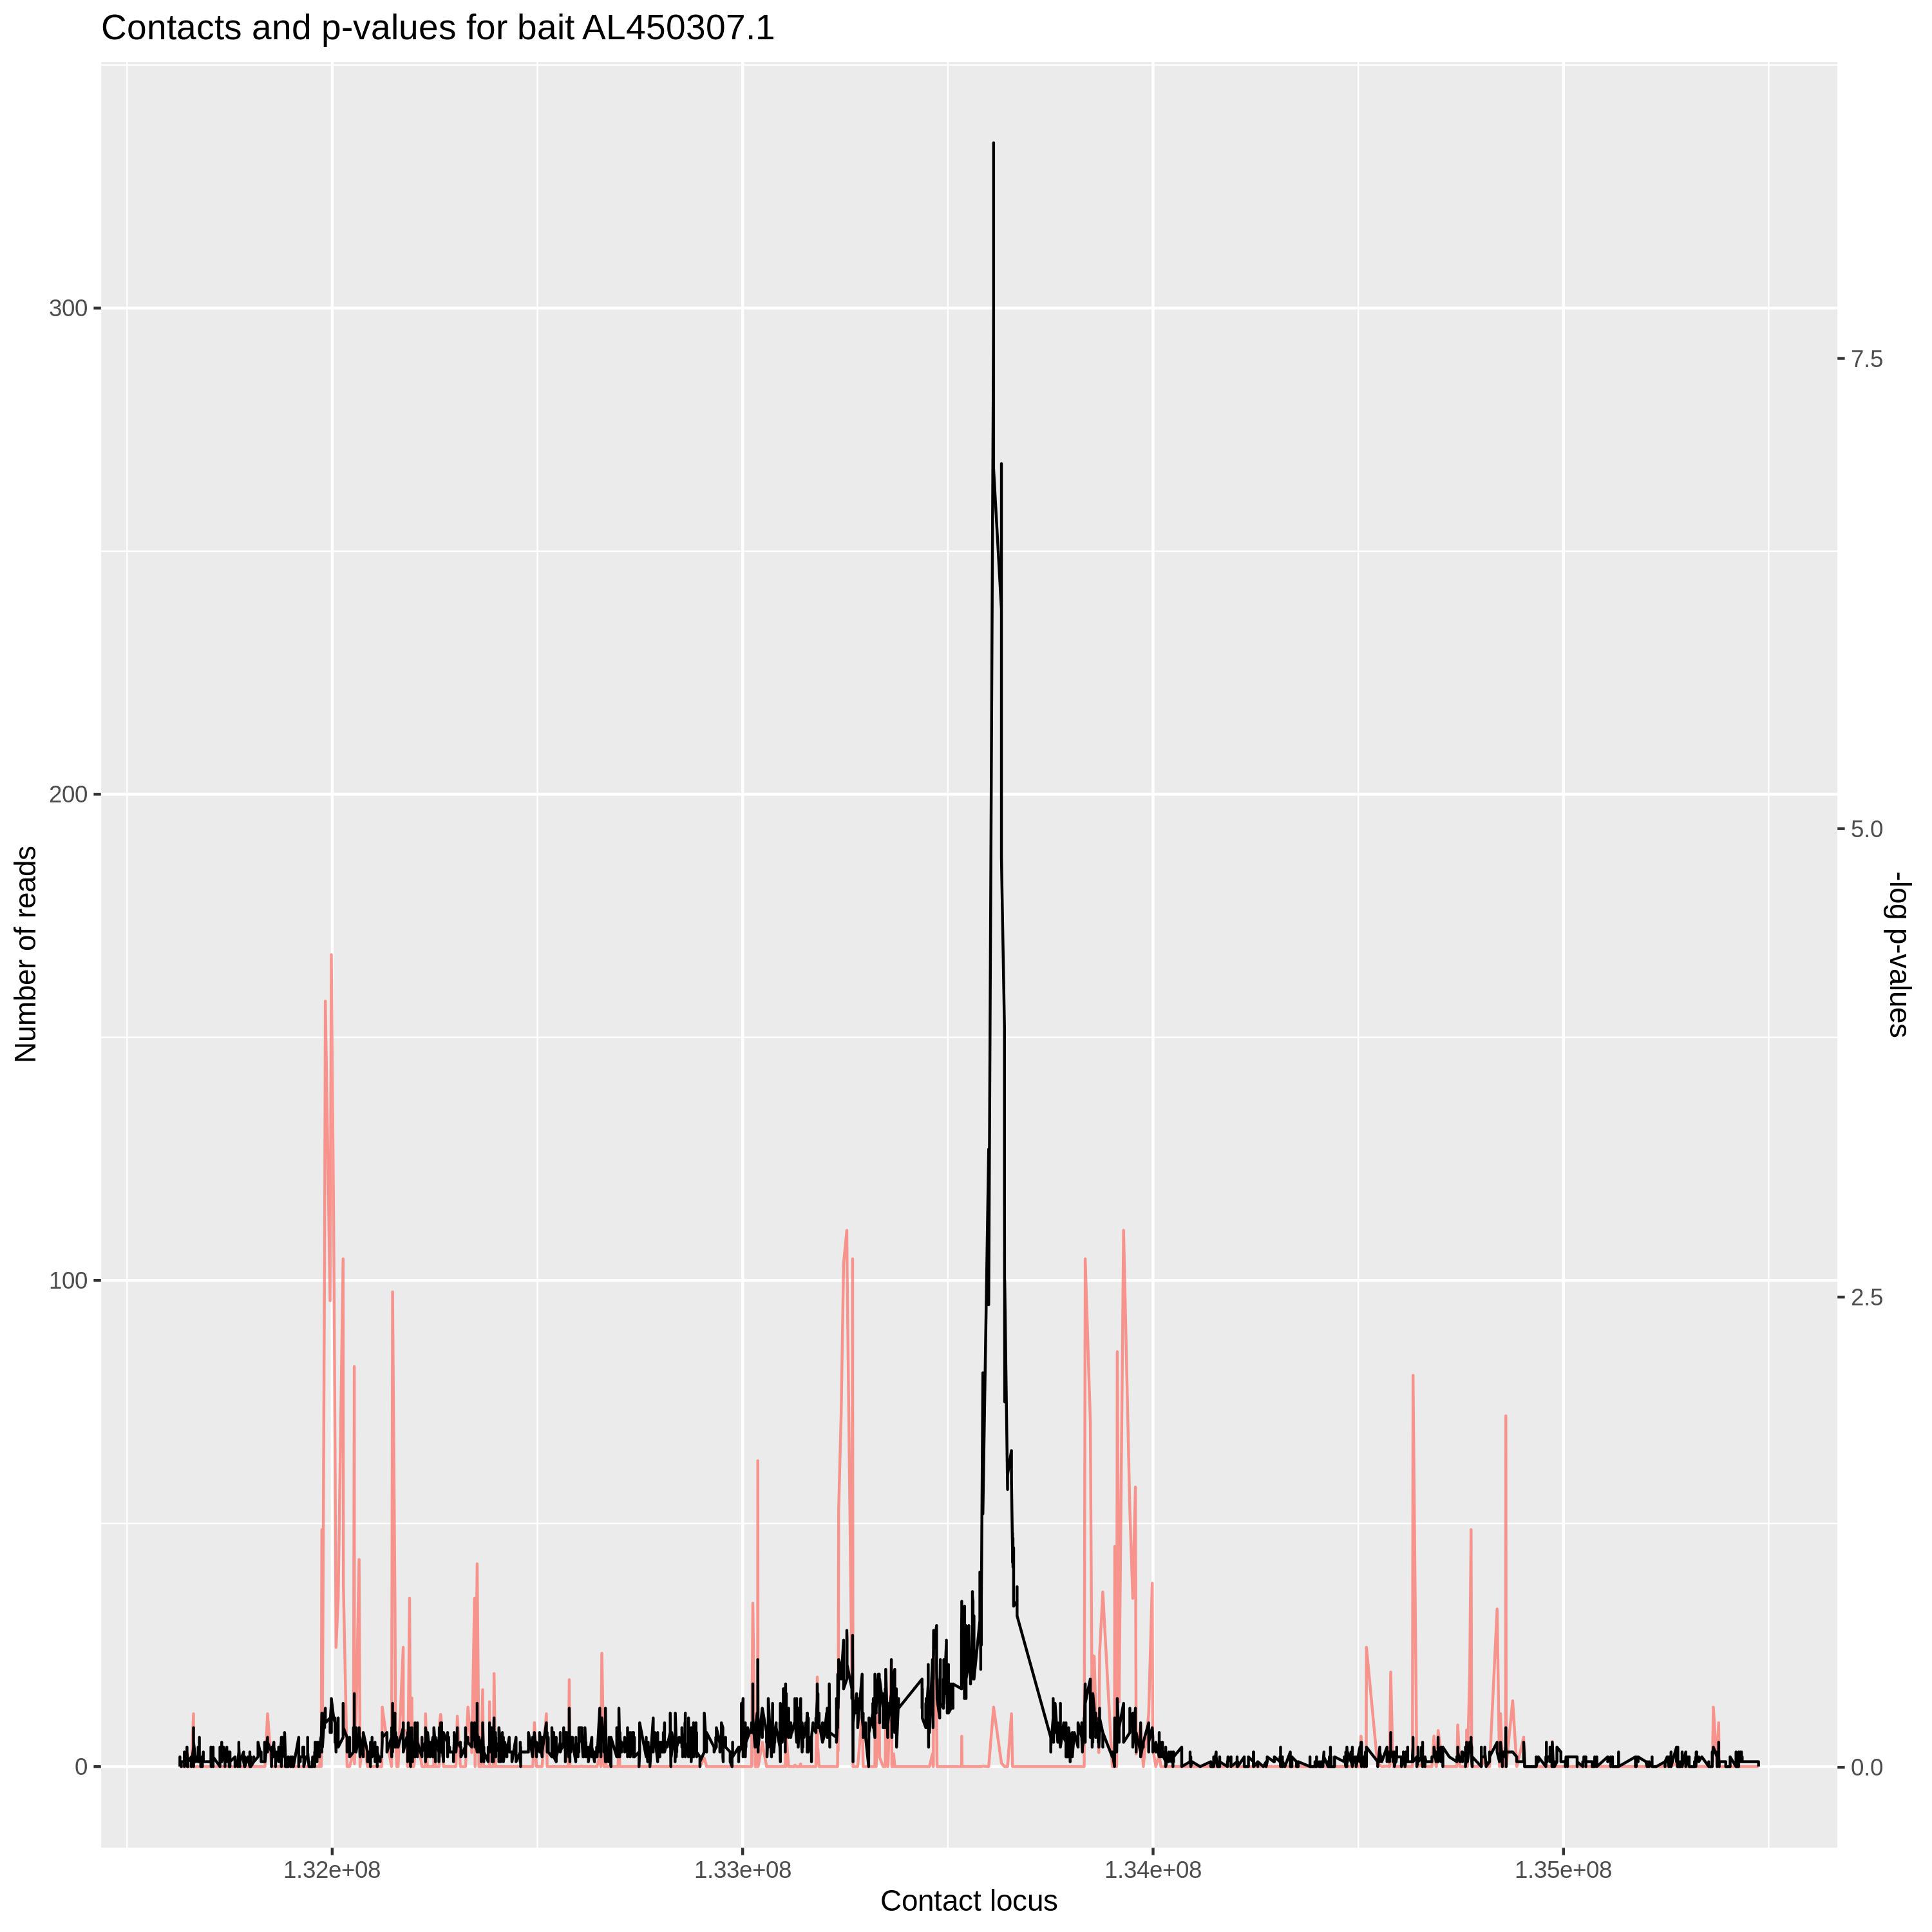 Contacts and p-values for bait AL450307.1
300
200
100
0
7.5
5.0
2.5
0.0
Number of reads
-log p-values
1.32e+08
1.33e+08
1.34e+08
1.35e+08
Contact locus